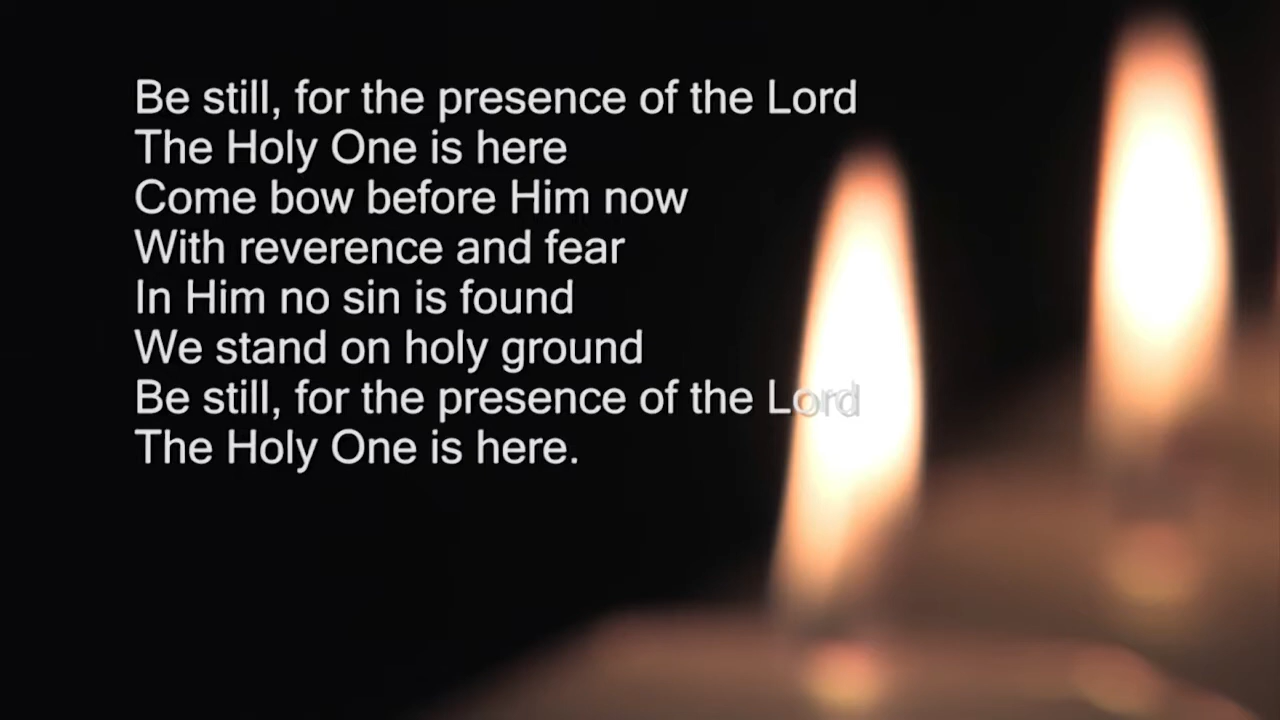 Be still, for the presence of the Lord
The Holy One is here
Come bow before Him now
With reverence and fear
In Him no sin is found
We stand on holy ground
Be still, for the presence of the Lord
The Holy One is here.